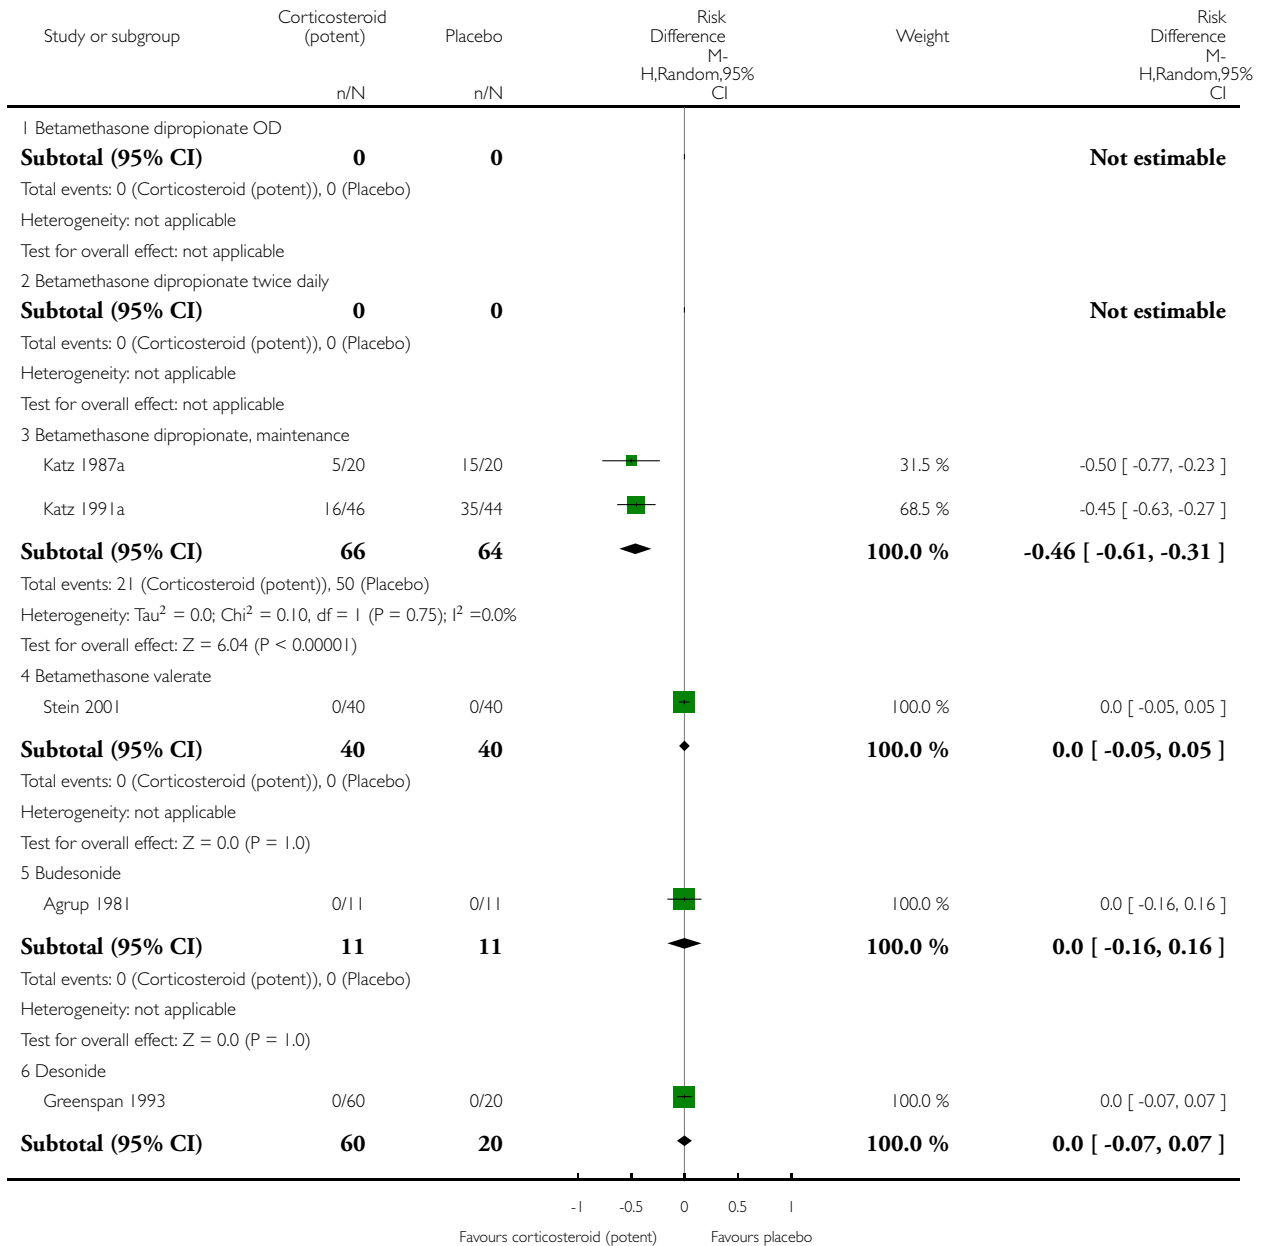 Study or subgroup Corticosteroid (potent) Placebo Risk Difference Weight Risk Difference
M-H,Random,95% CI M-H,Random,95% CI
n/N n/N
1 Betamethasone dipropionate OD
Subtotal (95% CI) 0 0 Not estimable
Total events: 0 (Corticosteroid (potent)), 0 (Placebo)
Heterogeneity: not applicable
Test for overall effect: not applicable
2 Betamethasone dipropionate twice daily
Subtotal (95% CI) 0 0 Not estimable
Total events: 0 (Corticosteroid (potent)), 0 (Placebo)
Heterogeneity: not applicable
Test for overall effect: not applicable
3 Betamethasone dipropionate, maintenance
Katz 1987a 5/20 15/20 31.5 % -0.50 [ -0.77, -0.23 ]
Katz 1991a 16/46 35/44 68.5 % -0.45 [ -0.63, -0.27 ]
Subtotal (95% CI) 66 64 100.0 % -0.46 [ -0.61, -0.31 ]
Total events: 21 (Corticosteroid (potent)), 50 (Placebo)
Heterogeneity: Tau² = 0.0; Chi² = 0.10, df = 1 (P = 0.75); I² =0.0%
Test for overall effect: Z = 6.04 (P < 0.00001)
4 Betamethasone valerate
Stein 2001 0/40 0/40 100.0 % 0.0 [ -0.05, 0.05 ]
Subtotal (95% CI) 40 40 100.0 % 0.0 [ -0.05, 0.05 ]
Total events: 0 (Corticosteroid (potent)), 0 (Placebo)
Heterogeneity: not applicable
Test for overall effect: Z = 0.0 (P = 1.0)
5 Budesonide
Agrup 1981 0/11 0/11 100.0 % 0.0 [ -0.16, 0.16 ]
Subtotal (95% CI) 11 11 100.0 % 0.0 [ -0.16, 0.16 ]
Total events: 0 (Corticosteroid (potent)), 0 (Placebo)
Heterogeneity: not applicable
Test for overall effect: Z = 0.0 (P = 1.0)
6 Desonide
Greenspan 1993 0/60 0/20 100.0 % 0.0 [ -0.07, 0.07 ]
Subtotal (95% CI) 60 20 100.0 % 0.0 [ -0.07, 0.07 ]
-1 -0.5 0 0.5 1
Favours corticosteroid (potent) Favours placebo